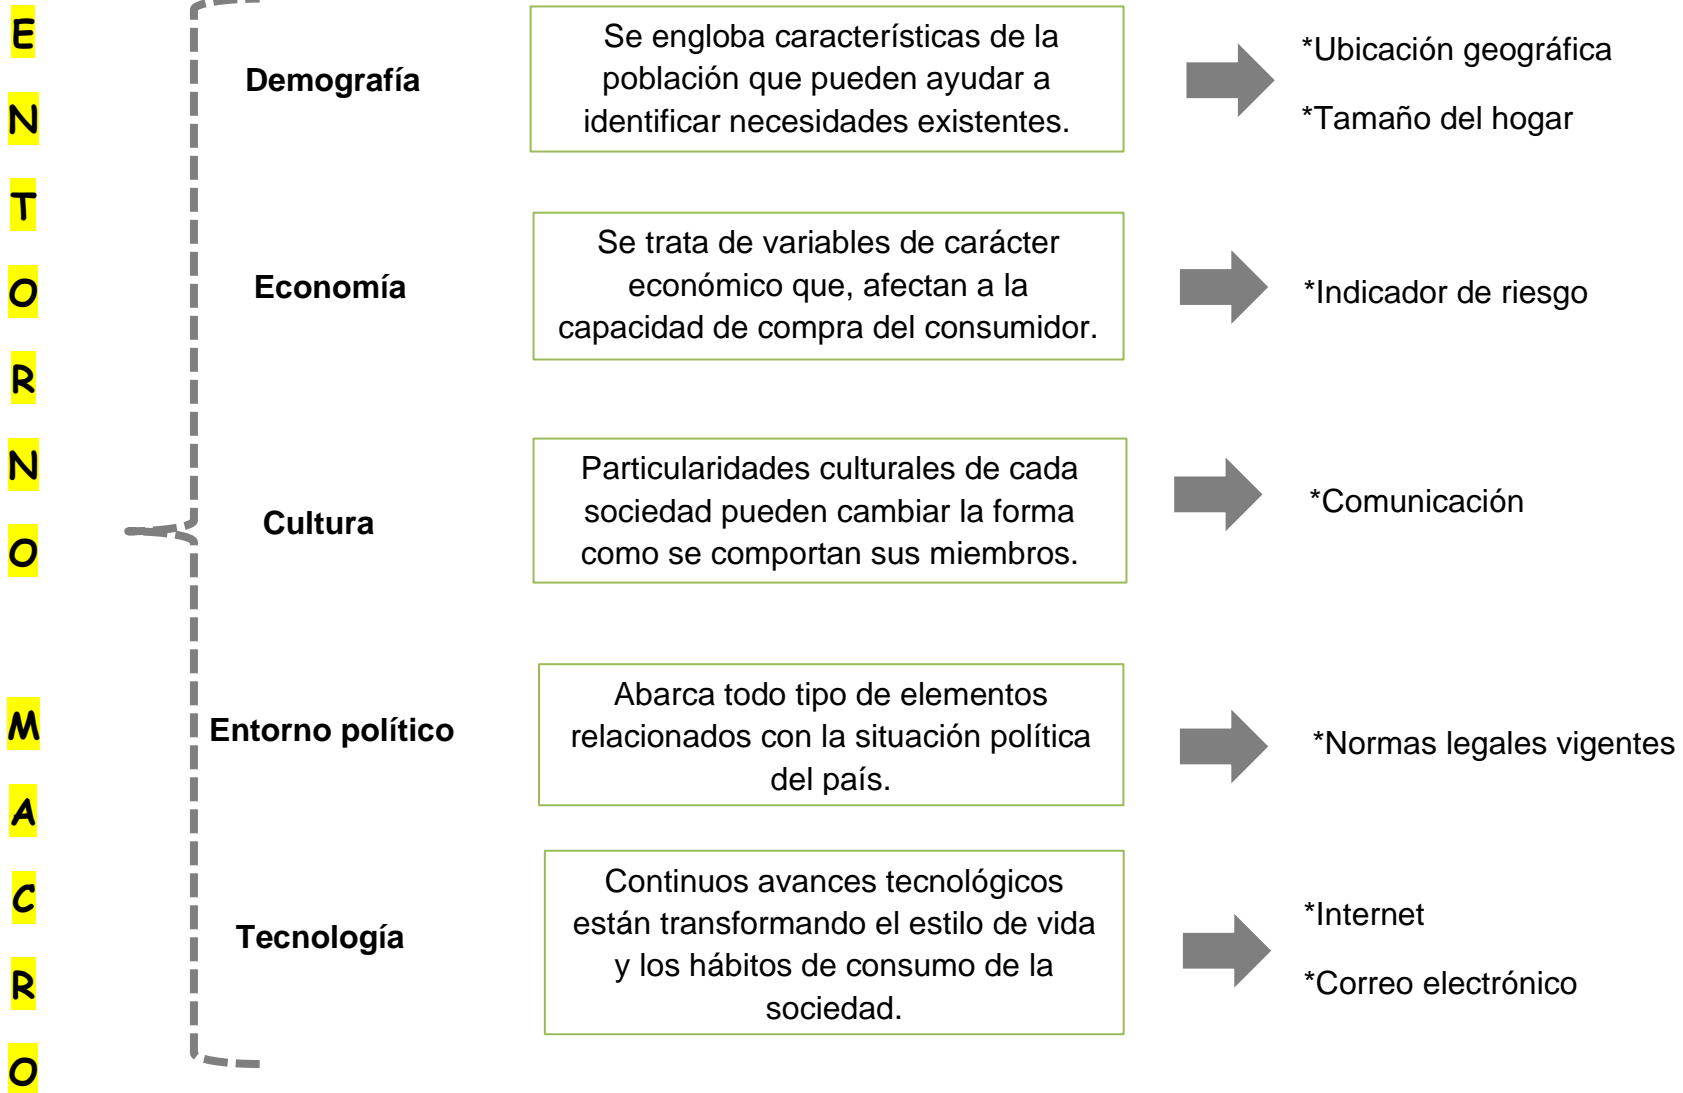 E
N
T
O
R
N
O
M
A
C
R
O
Demografía
Se engloba características de la
población que pueden ayudar a
identificar necesidades existentes.
*Ubicación geográfica
*Tamaño del hogar
Economía
Se trata de variables de carácter
económico que, afectan a la
capacidad de compra del consumidor.
*Indicador de riesgo
Cultura
Particularidades culturales de cada
sociedad pueden cambiar la forma
como se comportan sus miembros.
*Comunicación
Entorno político
Abarca todo tipo de elementos
relacionados con la situación política
del país.
*Normas legales vigentes
Tecnología
Continuos avances tecnológicos
están transformando el estilo de vida
y los hábitos de consumo de la
sociedad.
*Internet
*Correo electrónico